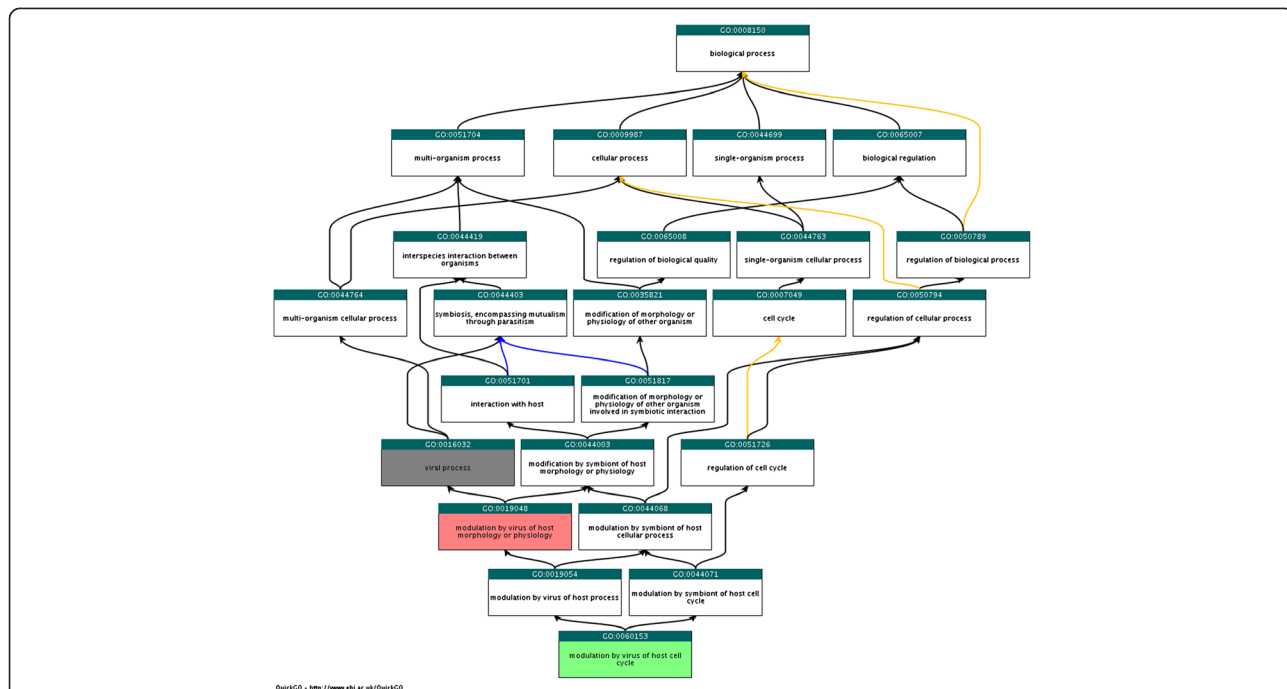 GO:0008150
biological process
GO:0051704
multi-organism process
GO:0009987
cellular process
GO:0044699
single-organism process
GO:0065007
biological regulation
GO:0044419
interspecies interaction between
organisms
GO:0065008
regulation of biological quality
GO:0044763
single-organism cellular process
GO:0050789
regulation of biological process
GO:0044764
multi-organism cellular process
GO:0044403
symbiosis, encompassing mutualism
through parasitism
GO:0035821
modification of morphology or
physiology of other organism
GO:0007049
cell cycle
GO:0050794
regulation of cellular process
GO:0051701
interaction with host
GO:0051817
modification of morphology or
physiology of other organism
involved in symbiotic interaction
GO:0016032
viral process
GO:0044003
modification by symbiont of host
morphology or physiology
GO:0051726
regulation of cell cycle
GO:0019048
modulation by virus of host
morphology or physiology
GO:0044068
modulation by symbiont of host
cellular process
GO:0019054
modulation by virus of host process
GO:0044071
modulation by symbiont of host cell
cycle
GO:0060153
modulation by virus of host cell
cycle
QuickGO - http://www.ebi.ac.uk/QuickGO